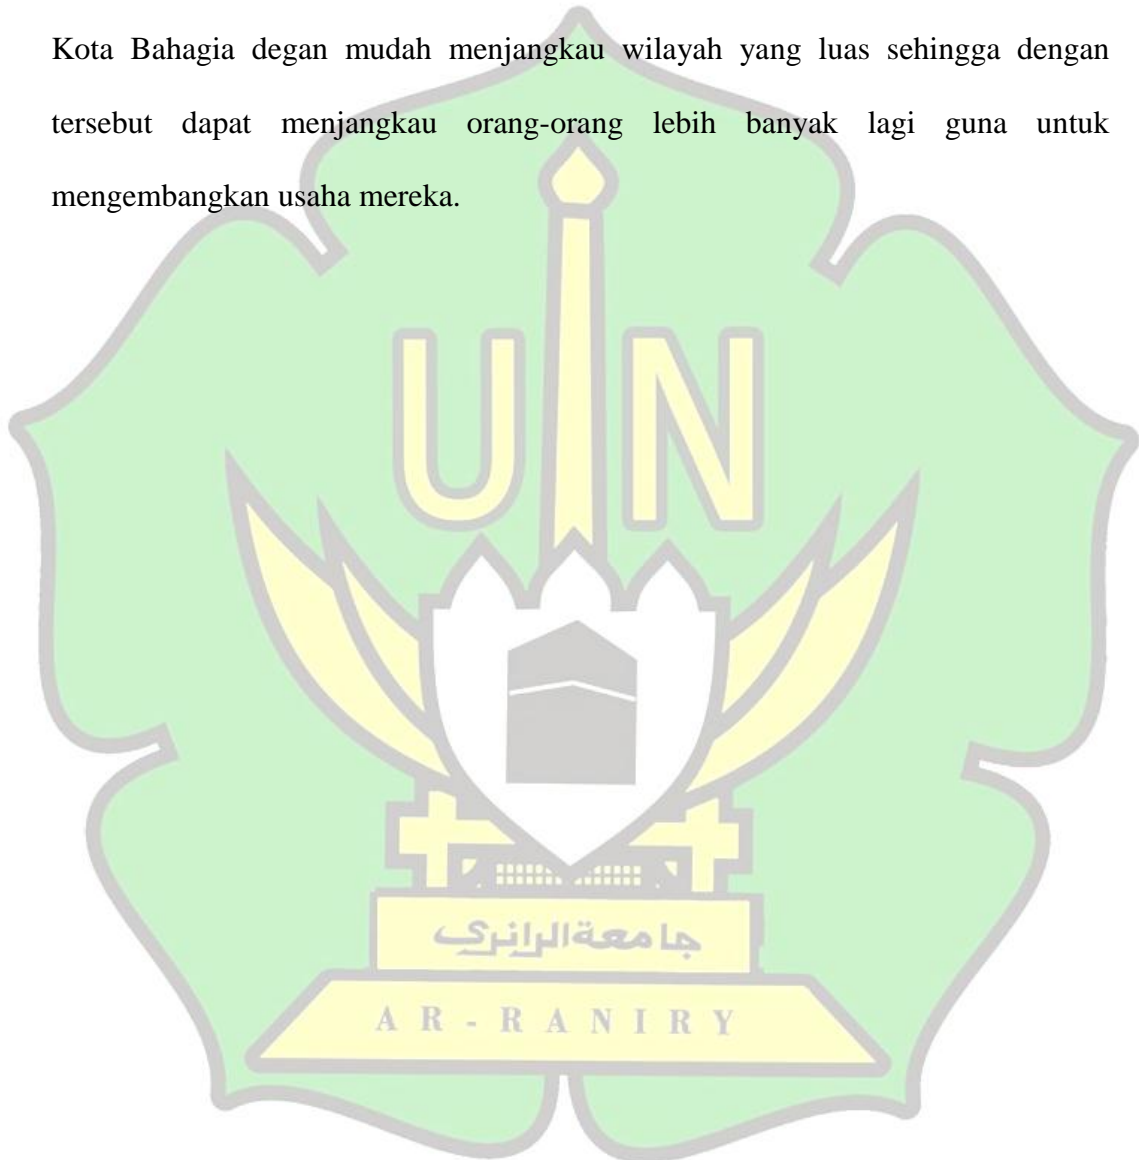 Kota Bahagia degan mudah menjangkau wilayah yang luas sehingga dengan
tersebut dapat menjangkau orang-orang lebih banyak lagi guna untuk
mengembangkan usaha mereka.
UIN
جامعة الرانري
AR-RANIRY